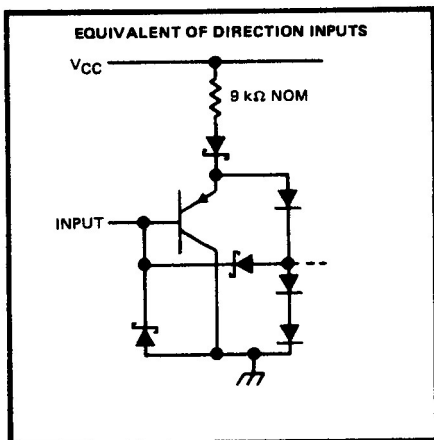 EQUIVALENT OF DIRECTION INPUTS
VCC
9 kΩ NOM
INPUT